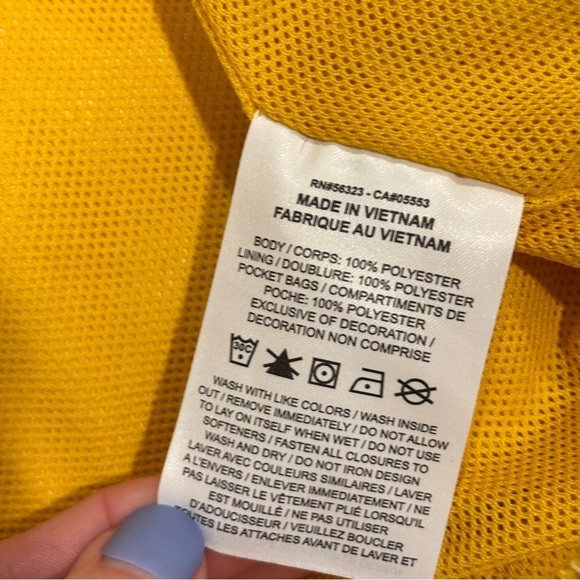 RN#56323 - CA#05553
MADE IN VIETNAM
FABRIQUE AU VIETNAM
BODY / CORPS: 100% POLYESTER
LINING / DOUBLURE: 100% POLYESTER
POCKET BAGS / COMPARTIMENTS DE
POCHE: 100% POLYESTER
EXCLUSIVE OF DECORATION /
DECORATION NON COMPRISE
30C
WASH WITH LIKE COLORS / WASH INSIDE
OUT / REMOVE IMMEDIATELY / DO NOT ALLOW
TO LAY ON ITSELF WHEN WET / DO NOT USE
SOFTENERS / FASTEN ALL CLOSURES TO
WASH AND DRY / DO NOT IRON DESIGN
LAVER AVEC COULEURS SIMILAIRES / LAVER
A L'ENVERS / ENLEVER IMMEDIATEMENT / NE
PAS LAISSER LE VÊTEMENT PLIÉ LORSQU'IL
EST MOUILLÉ / NE PAS UTILISER
D'ADOUCISSEUR / VEUILLEZ BOUCLER
TOUTES LES ATTACHES AVANT DE LAVER ET